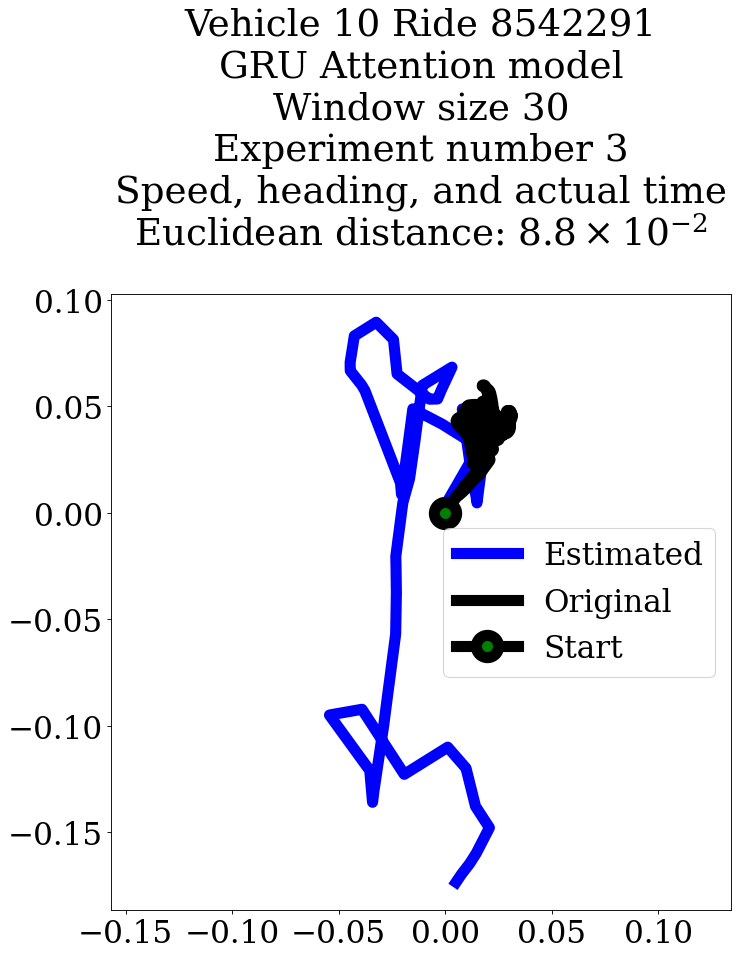 Vehicle 10 Ride 8542291
GRU Attention model
Window size 30
Experiment number 3
Speed, heading, and actual time
Euclidean distance: 8.8 × 10⁻²
0.10
0.05
0.00
−0.05
−0.10
−0.15
Estimated
Original
Start
−0.15 −0.10 −0.05 0.00 0.05 0.10